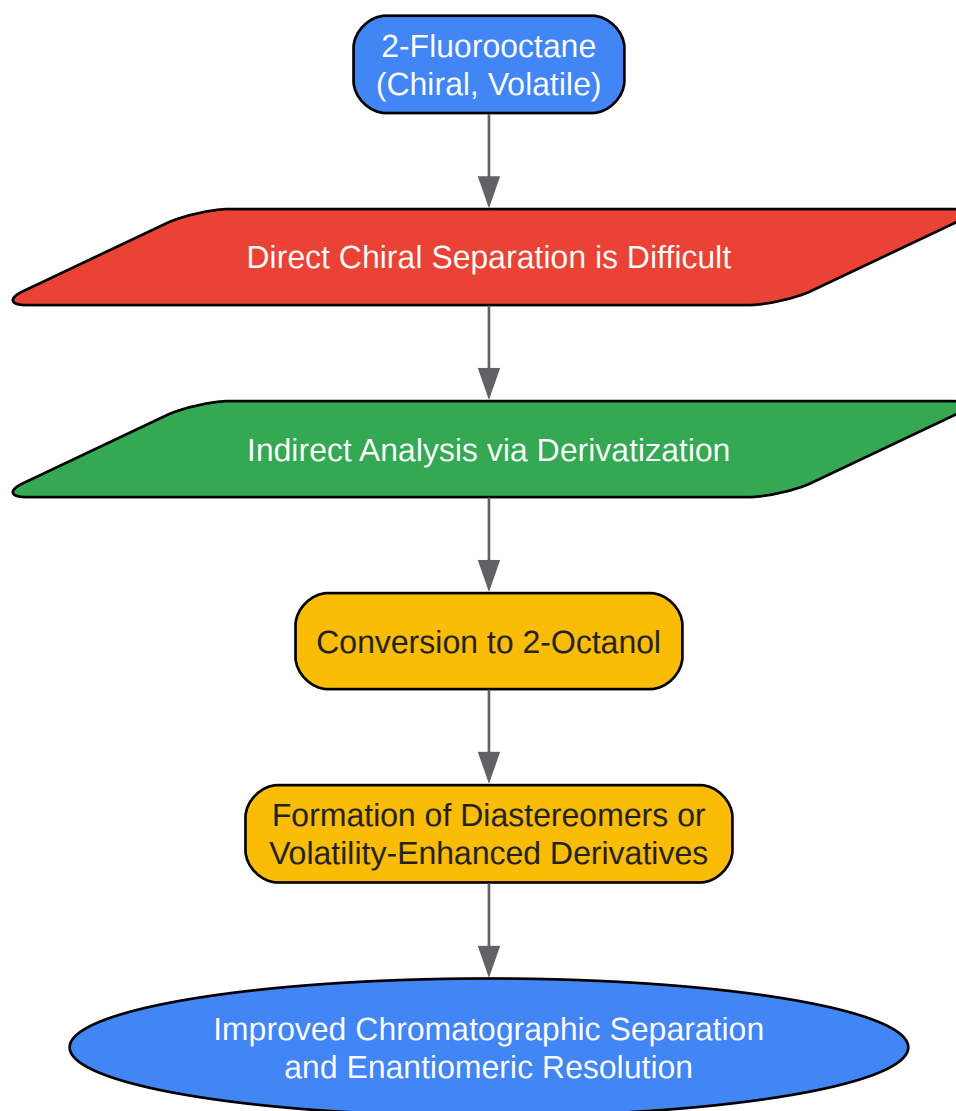 2-Fluorooctane
(Chiral, Volatile)
Direct Chiral Separation is Difficult
Indirect Analysis via Derivatization
Conversion to 2-Octanol
Formation of Diastereomers or
Volatility-Enhanced Derivatives
Improved Chromatographic Separation
and Enantiomeric Resolution